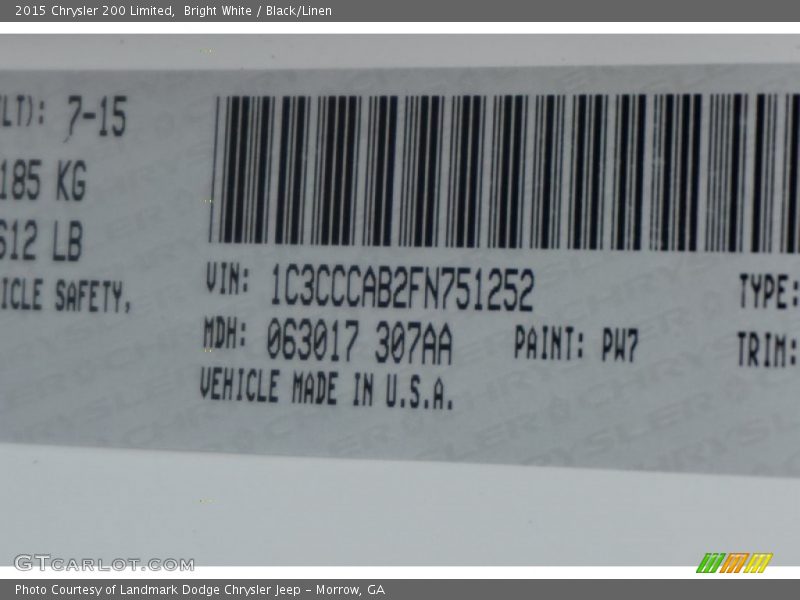 2015 Chrysler 200 Limited, Bright White / Black/Linen
LT): 7-15
185 KG
612 LB
ICLE SAFETY,
VIN: 1C3CCCAB2FN751252
MDH: 063017 307AA
PAINT: PW7
VEHICLE MADE IN U.S.A.
TYPE:
TRIM:
GTCARLOT.COM
Photo Courtesy of Landmark Dodge Chrysler Jeep – Morrow, GA